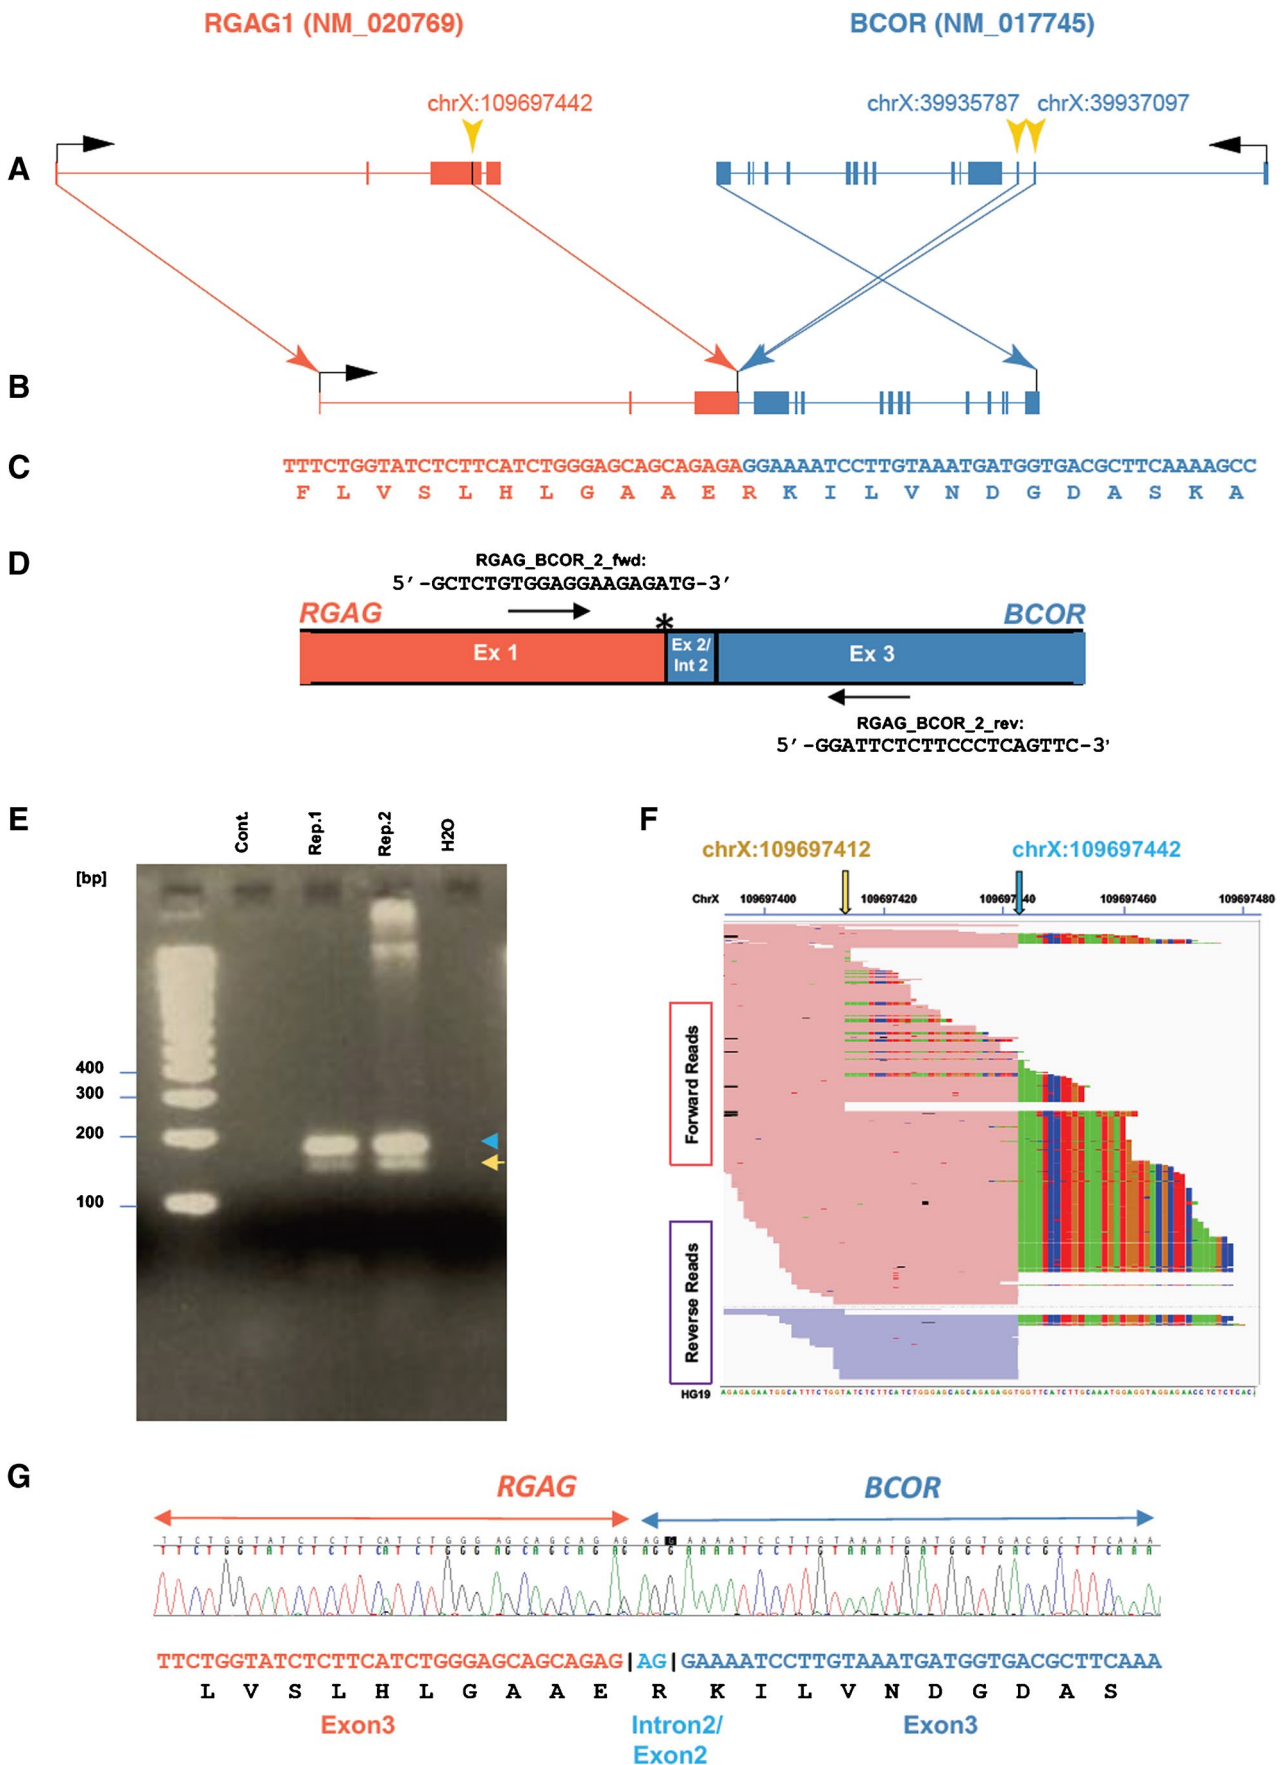 RGAG1 (NM_020769)
BCOR (NM_017745)
chrX:109697442
chrX:39935787
chrX:39937097
A
B
C
TTTCTGGTATCTCTTCATCTGGGAGCAGCAGAGAGGAAAATCCTTGTAAATGATGGTGACGCTTCAAAAGCC
F L V S L H L G A A E R K I L V N D G D A S K A
D
RGAG_BCOR_2_fwd:
5′-GCTCTGTGGAGGAAGAGATG-3′
RGAG
BCOR
*
Ex 1
Ex 2/
Int 2
Ex 3
RGAG_BCOR_2_rev:
5′-GGATTCTCTTCCCTCAGTTC-3'
E
Cont.
Rep.1
Rep.2
H2O
[bp]
400
300
200
100
F
chrX:109697412
chrX:109697442
ChrX
109697400
109697420
109697440
109697460
109697480
Forward Reads
Reverse Reads
HG19
AGAGAGAATGGCATTTCTGGTATCTCTTCATCTGGGAGCAGCAGAGAGGTGGTTCATCTTGCAAATGGAGGTAGGAGAACCTCTCTCAC
G
RGAG
BCOR
T T C T G G T A T C T C T T C A T C T G G G A G C A G C A G A G A G G A A A A T C C T T G T A A A T G A T G G T G A C G C T T C A A A
T T C T G G T A T C T C T T C A T C T G G G A G C A G C A G A G A G G A A A A T C C T T G T A A A T G A T G G T G A C G C T T C A A A
TTCTGGTATCTCTTCATCTGGGAGCAGCAGAG|AG|GAAAATCCTTGTAAATGATGGTGACGCTTCAAA
L V S L H L G A A E R K I L V N D G D A S
Exon3
Intron2/
Exon2
Exon3